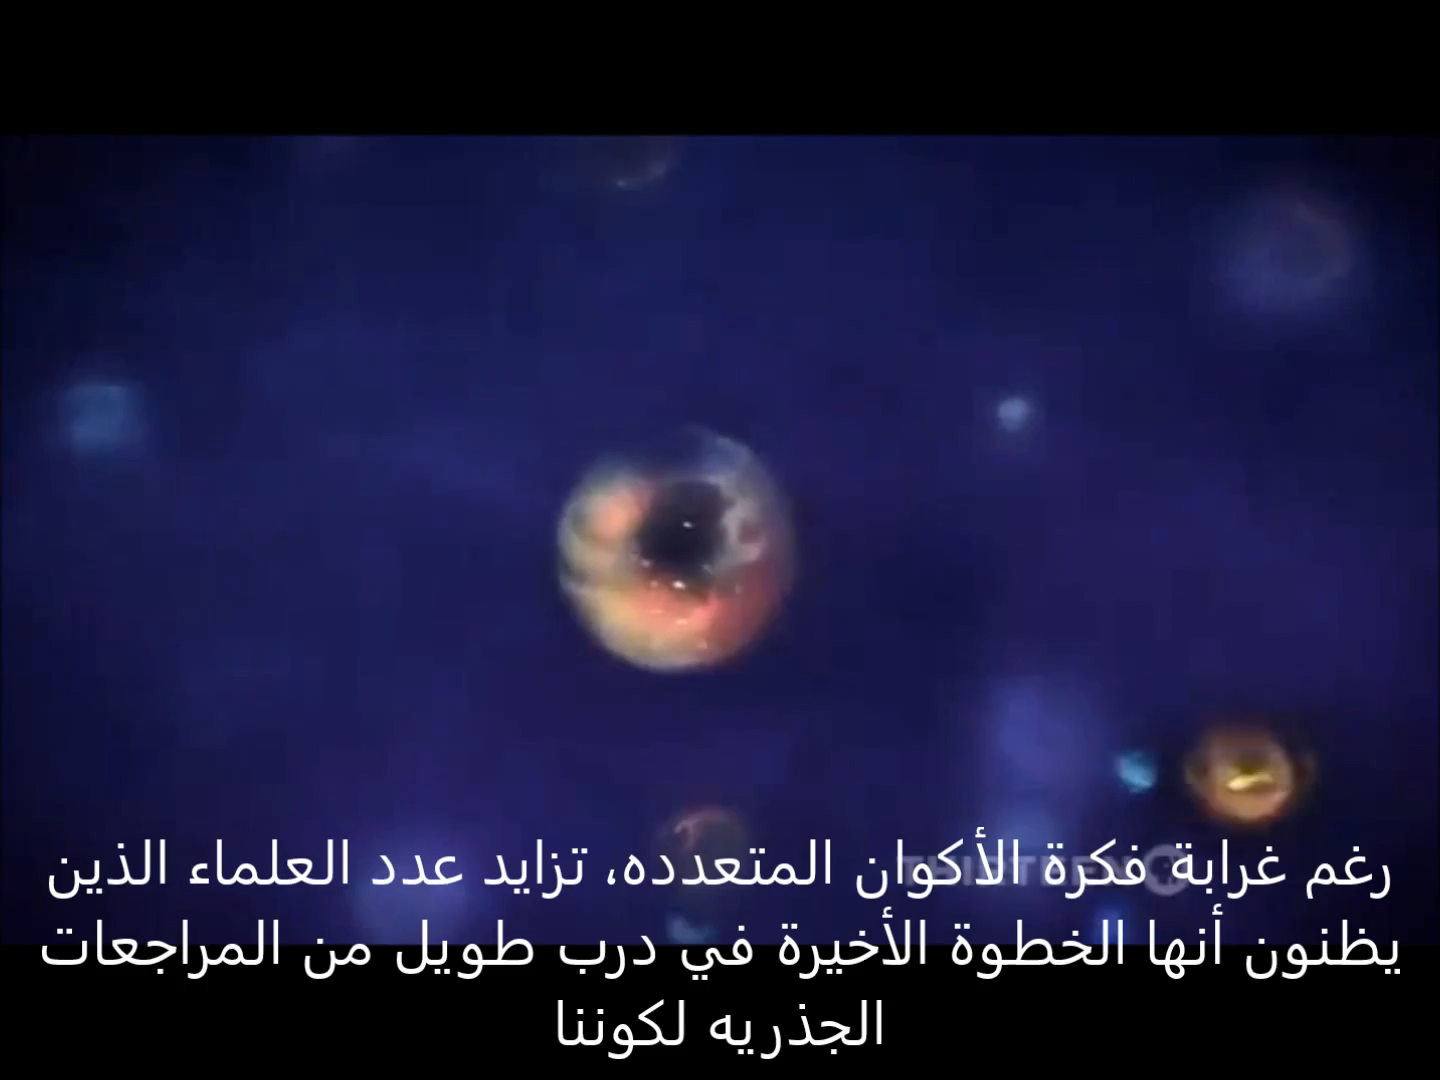 رغم غرابة فكرة الأكوان المتعدده، تزايد عدد العلماء الذين
يظنون أنها الخطوة الأخيرة في درب طويل من المراجعات
الجذريه لكوننا
THIRTEEN